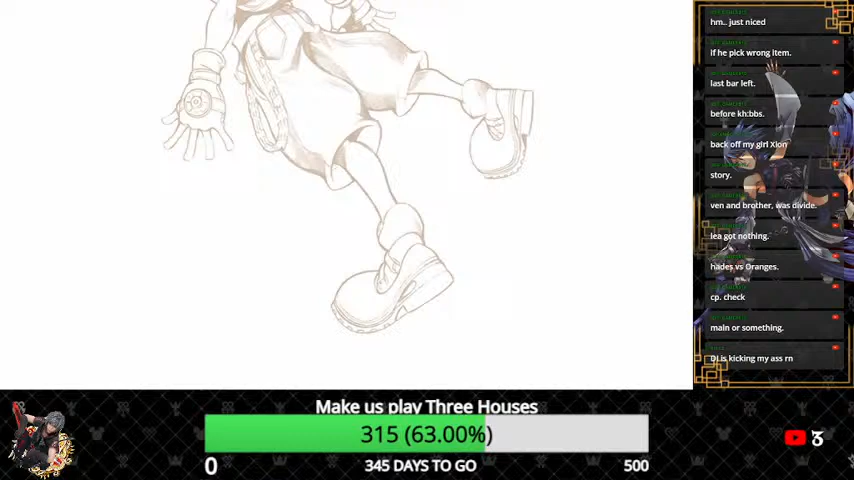 hm.. just niced
if he pick wrong item.
last bar left.
before kh:bbs.
back off my girl Xion
story.
ven and brother, was divide.
lea got nothing.
hades vs Oranges.
cp. check
main or something.
DI is kicking my ass rn
Make us play Three Houses
315 (63.00%)
0
345 DAYS TO GO
500